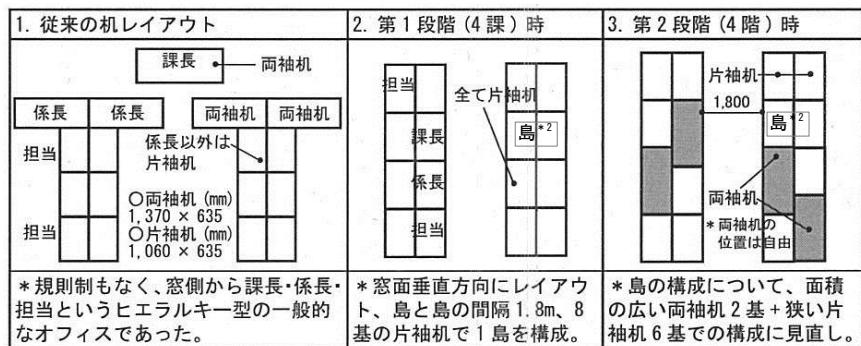 1. 従来の机レイアウト
課長
両袖机
係長 係長 両袖机 両袖机
担当
係長以外は
片袖机
○両袖机 (mm)
1,370 × 635
担当
○片袖机 (mm)
1,060 × 635
*規則制もなく、窓側から課長・係長・
担当というヒエラルキー型の一般的
なオフィスであった。
2. 第1段階 (4課) 時
担当
全て片袖机
課長
島*2
係長
担当
*窓面垂直方向にレイアウ
ト、島と島の間隔1.8m、8
基の片袖机で1島を構成。
3. 第2段階 (4階) 時
片袖机
1,800
島*2
両袖机
*両袖机の
位置は自由
*島の構成について、面積
の広い両袖机2基+狭い片
袖机6基での構成に見直し。